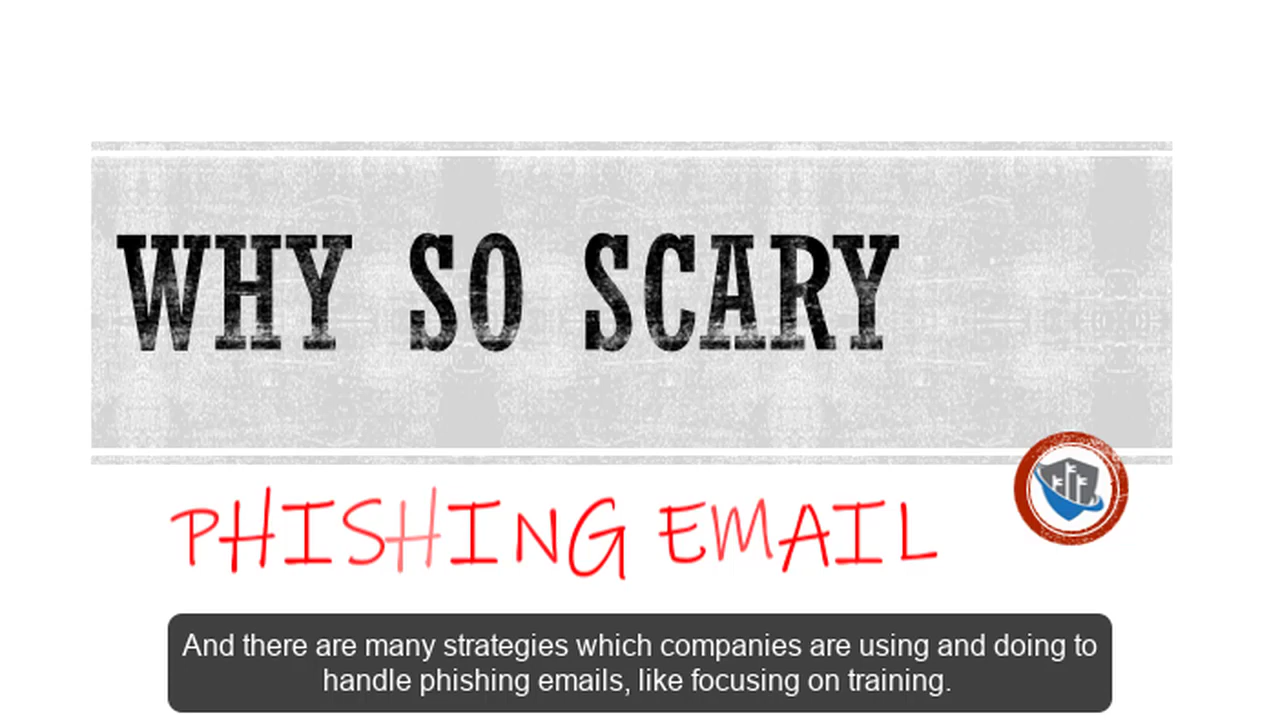 WHY SO SCARY
PHISHING EMAIL
And there are many strategies which companies are using and doing to
handle phishing emails, like focusing on training.